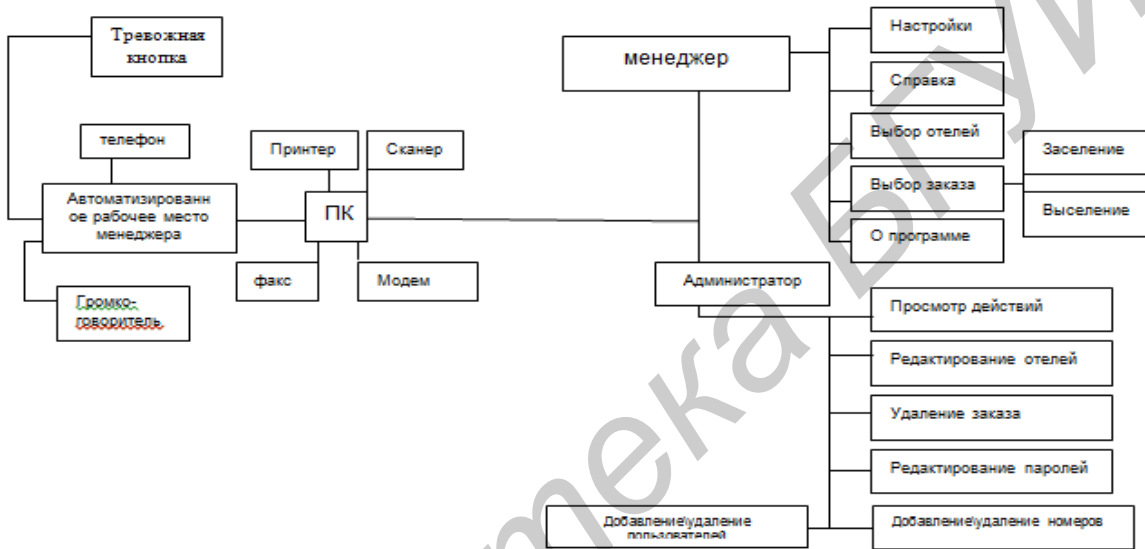 Тревожная
кнопка
телефон
Автоматизированн
ое рабочее место
менеджера
Громко-
говоритель.
Принтер
Сканер
ПК
факс
Модем
менеджер
Настройки
Справка
Выбор отелей
Выбор заказа
О программе
Заселение
Выселение
Администратор
Просмотр действий
Редактирование отелей
Удаление заказа
Редактирование паролей
Добавление\удаление
пользователей
Добавление\удаление номеров
тека БГУИ